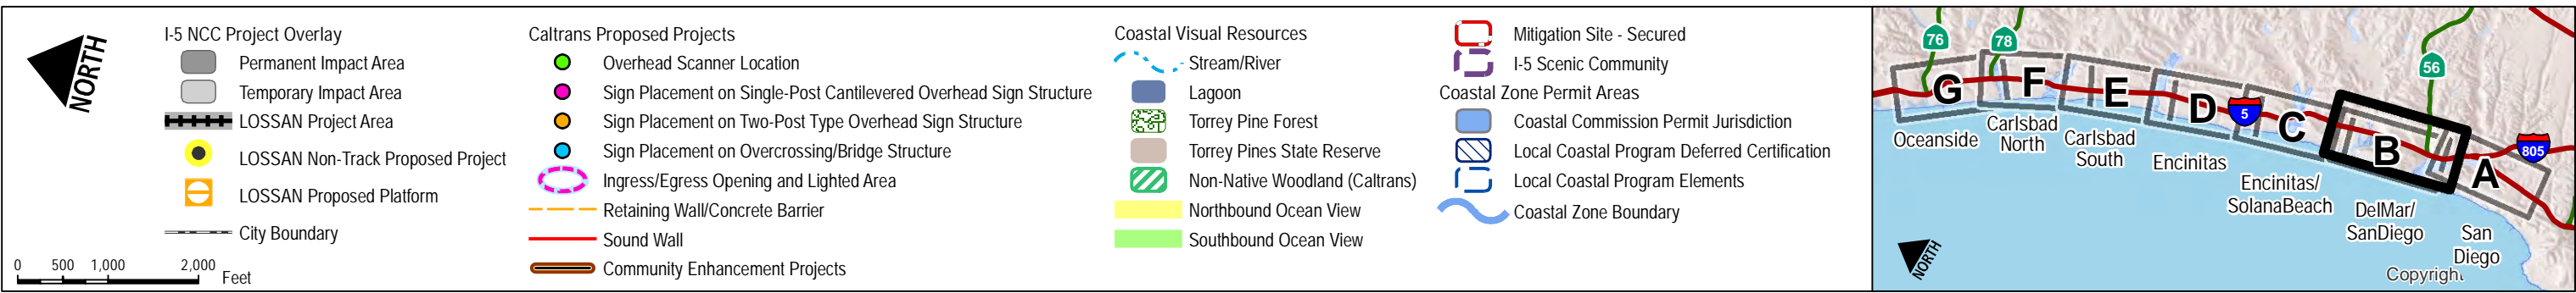 NORTH
0 500 1,000 2,000
Feet
I-5 NCC Project Overlay
Permanent Impact Area
Temporary Impact Area
LOSSAN Project Area
LOSSAN Non-Track Proposed Project
LOSSAN Proposed Platform
City Boundary
Caltrans Proposed Projects
Overhead Scanner Location
Sign Placement on Single-Post Cantilevered Overhead Sign Structure
Sign Placement on Two-Post Type Overhead Sign Structure
Sign Placement on Overcrossing/Bridge Structure
Ingress/Egress Opening and Lighted Area
Retaining Wall/Concrete Barrier
Sound Wall
Community Enhancement Projects
Coastal Visual Resources
Stream/River
Lagoon
Torrey Pine Forest
Torrey Pines State Reserve
Non-Native Woodland (Caltrans)
Northbound Ocean View
Southbound Ocean View
Mitigation Site - Secured
I-5 Scenic Community
Coastal Zone Permit Areas
Coastal Commission Permit Jurisdiction
Local Coastal Program Deferred Certification
Local Coastal Program Elements
Coastal Zone Boundary
76
78
56
5
805
G
F
E
D
C
B
A
Oceanside
Carlsbad
North
Carlsbad
South
Encinitas
Encinitas/
SolanaBeach
DelMar/
SanDiego
San
Diego
NORTH
Copyright